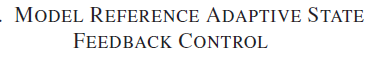 . MODEL REFERENCE ADAPTIVE STATE
FEEDBACK CONTROL